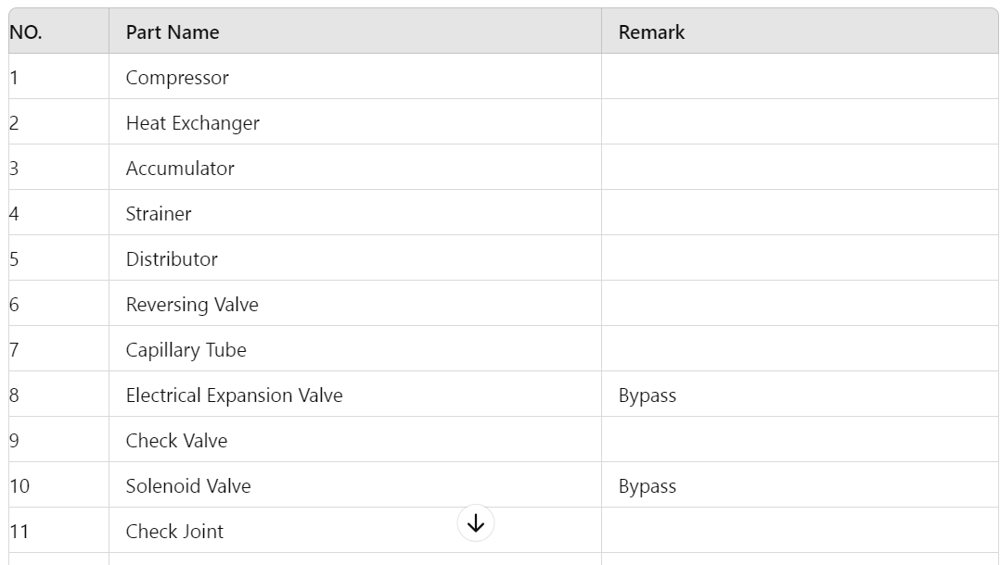 NO. Part Name Remark
1 Compressor
2 Heat Exchanger
3 Accumulator
4 Strainer
5 Distributor
6 Reversing Valve
7 Capillary Tube
8 Electrical Expansion Valve Bypass
9 Check Valve
10 Solenoid Valve Bypass
11 Check Joint